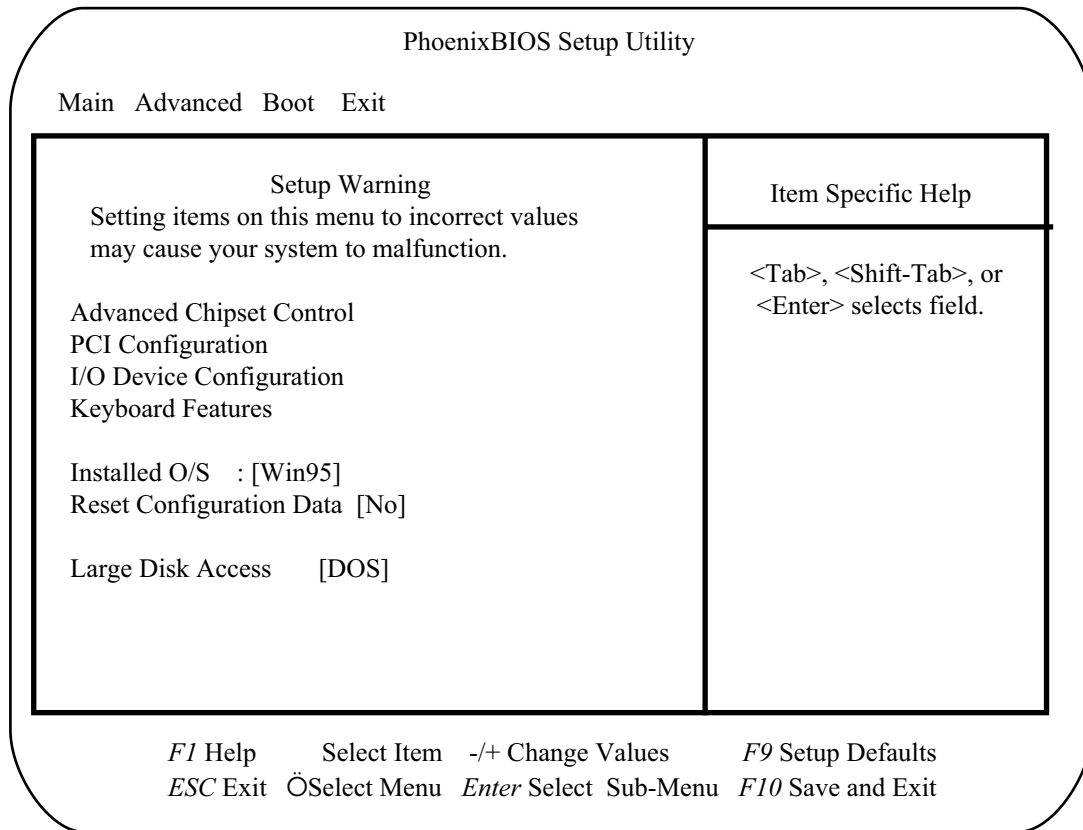 PhoenixBIOS Setup Utility
Main Advanced Boot Exit
Setup Warning
Setting items on this menu to incorrect values
may cause your system to malfunction.
Advanced Chipset Control
PCI Configuration
I/O Device Configuration
Keyboard Features
Installed O/S : [Win95]
Reset Configuration Data [No]
Large Disk Access [DOS]
Item Specific Help
<Tab>, <Shift-Tab>, or
<Enter> selects field.
F1 Help Select Item -/+ Change Values F9 Setup Defaults
ESC Exit ÖSelect Menu Enter Select Sub-Menu F10 Save and Exit